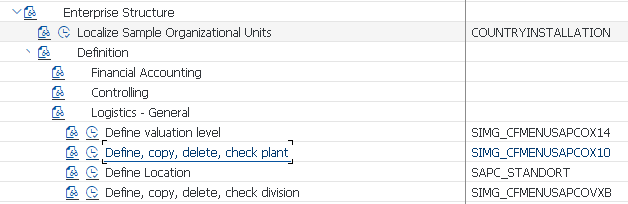 Enterprise Structure
Localize Sample Organizational Units COUNTRYINSTALLATION
Definition
Financial Accounting
Controlling
Logistics - General
Define valuation level SIMG_CFMENUSAPCOX14
Define, copy, delete, check plant SIMG_CFMENUSAPCOX10
Define Location SAPC_STANDORT
Define, copy, delete, check division SIMG_CFMENUSAPCOVXB